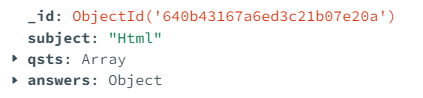 _id: ObjectId('640b43167a6ed3c21b07e20a')
subject: "Html"
qsts: Array
answers: Object